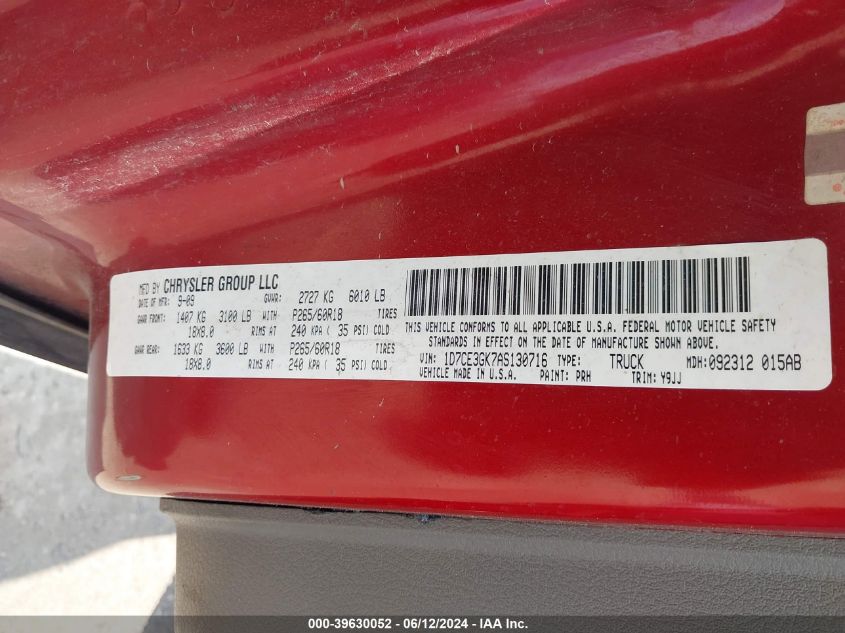 MFD BY CHRYSLER GROUP LLC
DATE OF MFR: 9-09 GVWR: 2727 KG 6010 LB
GAWR FRONT: 1407 KG 3100 LB WITH P265/60R18 TIRES
18X8.0 RIMS AT 240 KPA ( 35 PSI) COLD
GAWR REAR: 1633 KG 3600 LB WITH P265/60R18 TIRES
18X8.0 RIMS AT 240 KPA ( 35 PSI) COLD
THIS VEHICLE CONFORMS TO ALL APPLICABLE U.S.A. FEDERAL MOTOR VEHICLE SAFETY
STANDARDS IN EFFECT ON THE DATE OF MANUFACTURE SHOWN ABOVE.
VIN: 1D7CE3GK7AS130716 TYPE: TRUCK MDH: 092312 015AB
VEHICLE MADE IN U.S.A. PAINT: PRH TRIM: Y9JJ
000-39630052 - 06/12/2024 - IAA Inc.